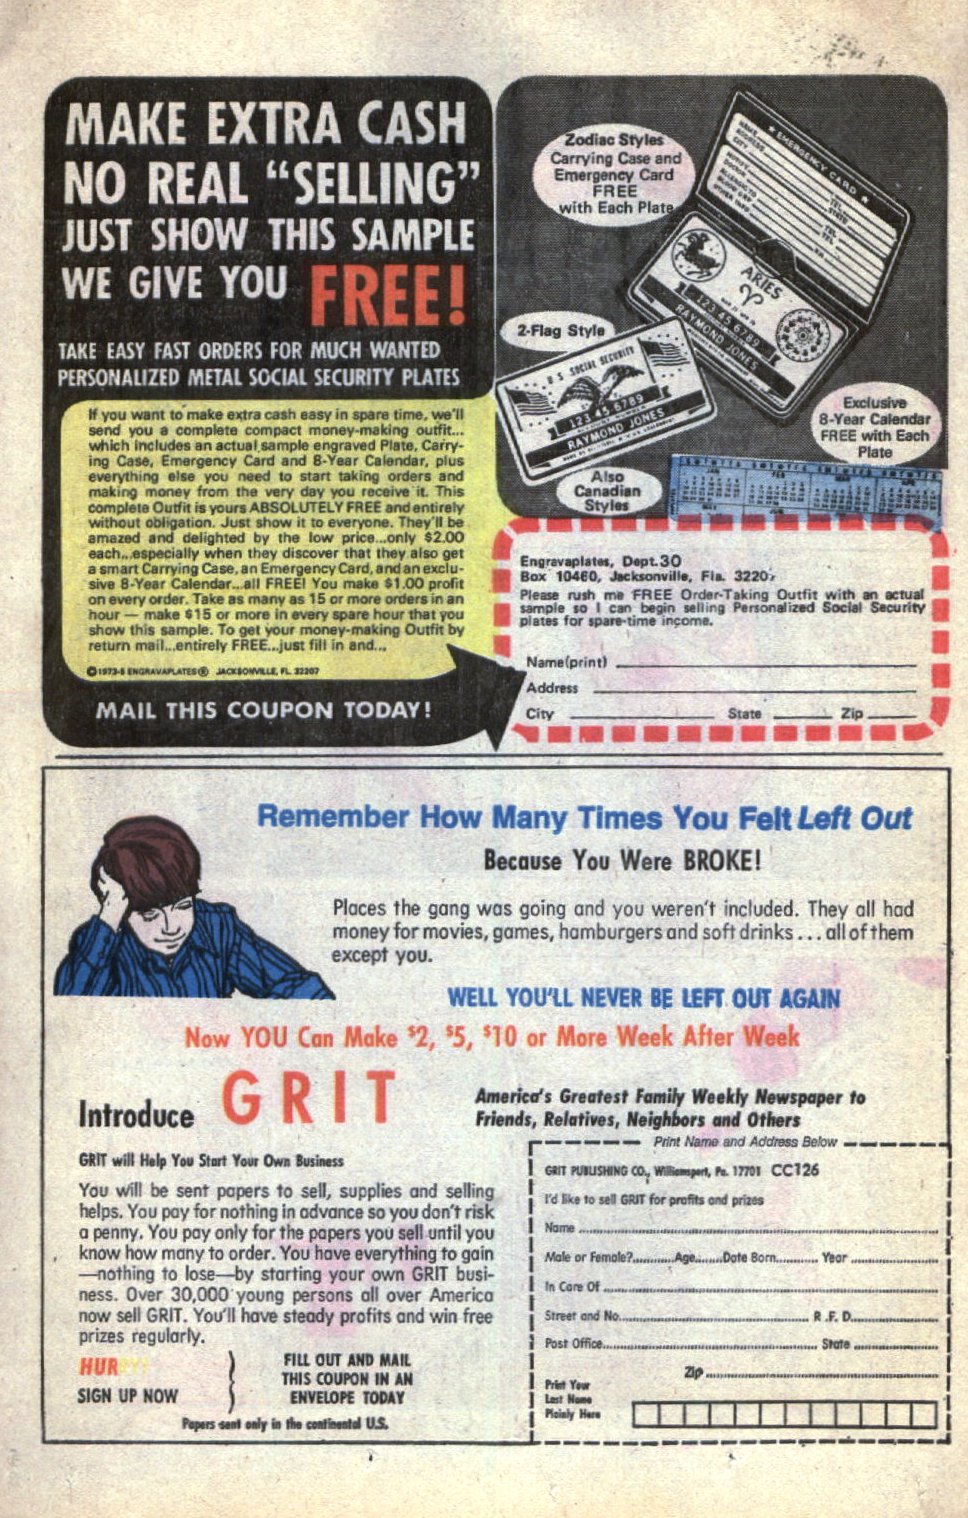 MAKE EXTRA CASH
NO REAL “SELLING”
JUST SHOW THIS SAMPLE
WE GIVE YOU FREE!
TAKE EASY FAST ORDERS FOR MUCH WANTED
PERSONALIZED METAL SOCIAL SECURITY PLATES
If you want to make extra cash easy in spare time, we'll
send you a complete compact money-making outfit...
which includes an actual sample engraved Plate, Carry-
ing Case, Emergency Card and 8-Year Calendar, plus
everything else you need to start taking orders and
making money from the very day you receive it. This
complete Outfit is yours ABSOLUTELY FREE and entirely
without obligation. Just show it to everyone. They'll be
amazed and delighted by the low price...only $2.00
each...especially when they discover that they also get
a smart Carrying Case, an Emergency Card, and an exclu-
sive 8-Year Calendar...all FREE! You make $1.00 profit
on every order. Take as many as 15 or more orders in an
hour — make $15 or more in every spare hour that you
show this sample. To get your money-making Outfit by
return mail...entirely FREE...just fill in and...
©1973-5 ENGRAVAPLATES® JACKSONVILLE, FL. 32207
MAIL THIS COUPON TODAY!
Zodiac Styles
Carrying Case and
Emergency Card
FREE
with Each Plate
★ EMERGENCY CARD ★
NAME
ADDRESS
CITY
TEL.
STATE
NOTIFY
DOCTOR
ALLERGIC TO
BLOOD TYPE
OTHER INFO
TEL.
TEL.
ARIES
123 45 6789
RAYMOND JONES
2-Flag Style
U.S. SOCIAL SECURITY
123 45 6789
RAYMOND JONES
Also
Canadian
Styles
Exclusive
8-Year Calendar
FREE with Each
Plate
Engravaplates, Dept.30
Box 10460, Jacksonville, Fla. 3220
Please rush me FREE Order-Taking Outfit with an actual
sample so I can begin selling Personalized Social Security
plates for spare-time income.
Name(print)
Address
City State Zip
Remember How Many Times You Felt Left Out
Because You Were BROKE!
Places the gang was going and you weren't included. They all had
money for movies, games, hamburgers and soft drinks ... all of them
except you.
WELL YOU'LL NEVER BE LEFT OUT AGAIN
Now YOU Can Make $2, $5, $10 or More Week After Week
Introduce GRIT
America's Greatest Family Weekly Newspaper to
Friends, Relatives, Neighbors and Others
GRIT will Help You Start Your Own Business
You will be sent papers to sell, supplies and selling
helps. You pay for nothing in advance so you don't risk
a penny. You pay only for the papers you sell until you
know how many to order. You have everything to gain
—nothing to lose—by starting your own GRIT busi-
ness. Over 30,000 young persons all over America
now sell GRIT. You'll have steady profits and win free
prizes regularly.
HURRY!
SIGN UP NOW
FILL OUT AND MAIL
THIS COUPON IN AN
ENVELOPE TODAY
Papers sent only in the continental U.S.
Print Name and Address Below
GRIT PUBLISHING CO., Williamsport, Pa. 17701 CC126
I'd like to sell GRIT for profits and prizes
Name
Male or Female? Age Date Born Year
In Care Of
Street and No. R.F.D.
Post Office State
Zip
Print Your
Last Name
Plainly Here